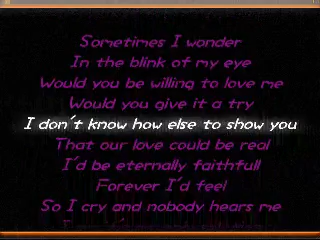 Sometimes I wonder
In the blink of my eye
Would you be willing to love me
Would you give it a try
I don't know how else to show you
That our love could be real
I'd be eternally faithfull
Forever I'd feel
So I cry and nobody hears me